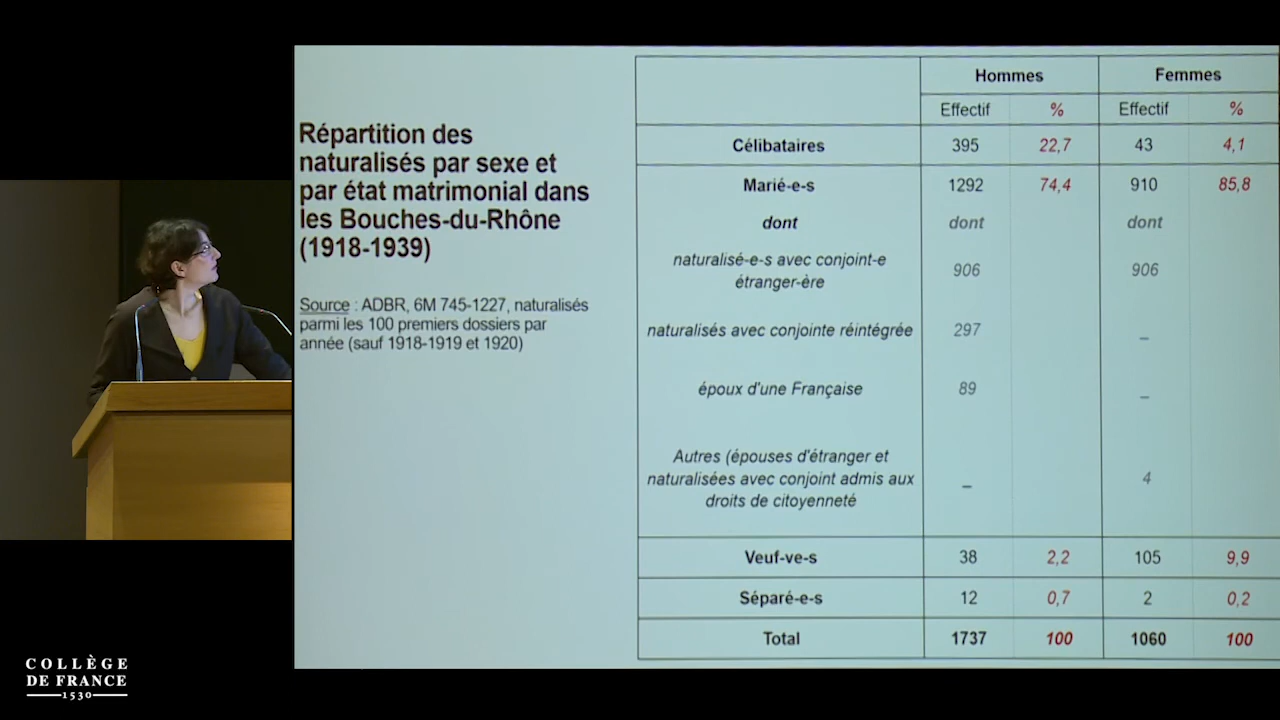 Répartition des
naturalisés par sexe et
par état matrimonial dans
les Bouches-du-Rhône
(1918-1939)
Source : ADBR, 6M 745-1227, naturalisés
parmi les 100 premiers dossiers par
année (sauf 1918-1919 et 1920)
Hommes Femmes
Effectif % Effectif %
Célibataires 395 22,7 43 4,1
Marié-e-s 1292 74,4 910 85,8
dont dont dont
naturalisé-e-s avec conjoint-e
étranger-ère 906 906
naturalisés avec conjointe réintégrée 297 –
époux d'une Française 89 –
Autres (épouses d'étranger et
naturalisées avec conjoint admis aux
droits de citoyenneté – 4
Veuf-ve-s 38 2,2 105 9,9
Séparé-e-s 12 0,7 2 0,2
Total 1737 100 1060 100
COLLÈGE
DE FRANCE
1530